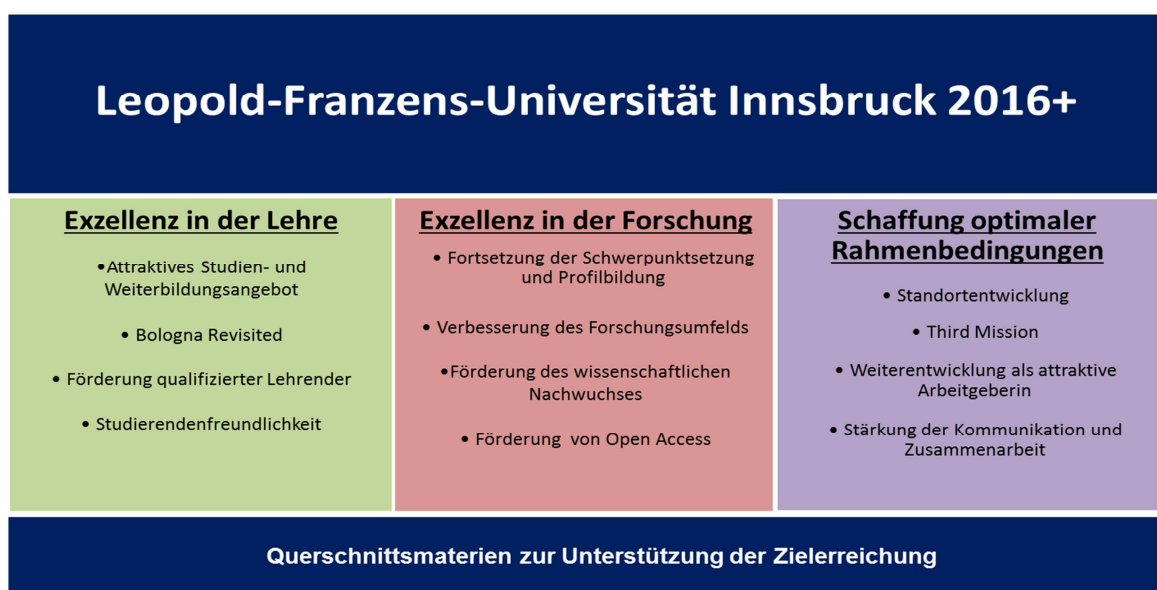 Leopold-Franzens-Universität Innsbruck 2016+
Exzellenz in der Lehre
•Attraktives Studien- und
Weiterbildungsangebot
• Bologna Revisited
• Förderung qualifizierter Lehrender
• Studierendenfreundlichkeit
Exzellenz in der Forschung
• Fortsetzung der Schwerpunktsetzung
und Profilbildung
• Verbesserung des Forschungsumfelds
•Förderung des wissenschaftlichen
Nachwuchses
• Förderung von Open Access
Schaffung optimaler
Rahmenbedingungen
• Standortentwicklung
• Third Mission
• Weiterentwicklung als attraktive
Arbeitgeberin
• Stärkung der Kommunikation und
Zusammenarbeit
Querschnittsmaterien zur Unterstützung der Zielerreichung